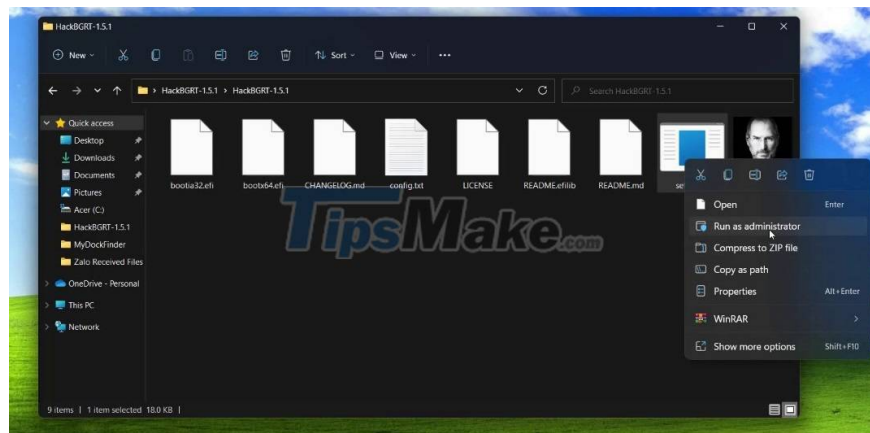 HackBGRT-1.5.1
New
Sort
View
HackBGRT-1.5.1 > HackBGRT-1.5.1
Search HackBGRT-1.5.1
Quick access
Desktop
Downloads
Documents
Pictures
Acer (C:)
HackBGRT-1.5.1
MyDockFinder
Zalo Received Files
OneDrive - Personal
This PC
Network
bootia32.efi
bootx64.efi
CHANGELOG.md
config.txt
LICENSE
README.efilib
README.md
TipsMake.com
Open Enter
Run as administrator
Compress to ZIP file
Copy as path
Properties Alt+Enter
WinRAR
Show more options Shift+F10
9 items | 1 item selected 18.0 KB |